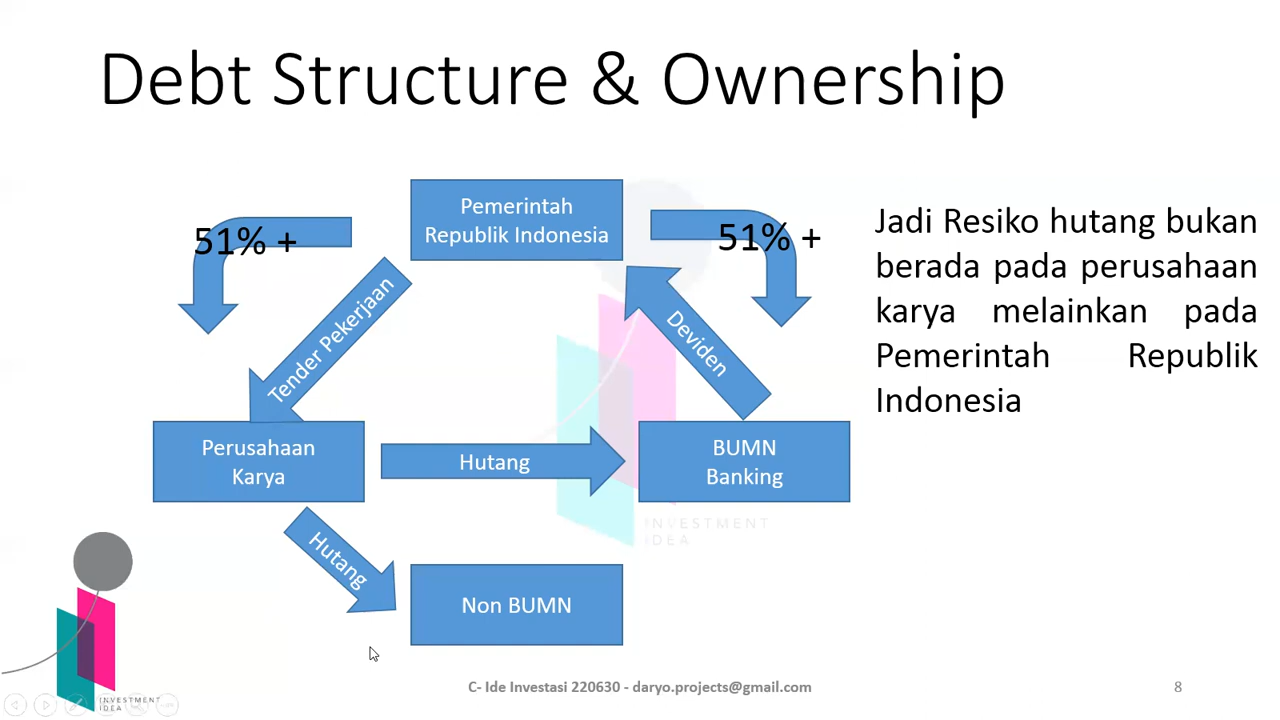 Debt Structure & Ownership
51% +
Pemerintah
Republik Indonesia
51% +
Jadi Resiko hutang bukan
berada pada perusahaan
karya melainkan pada
Pemerintah Republik
Indonesia
Tender Pekerjaan
Deviden
Perusahaan
Karya
Hutang
BUMN
Banking
Hutang
Non BUMN
INVESTMENT
IDEA
INVESTMENT
IDEA
C- Ide Investasi 220630 - daryo.projects@gmail.com
8